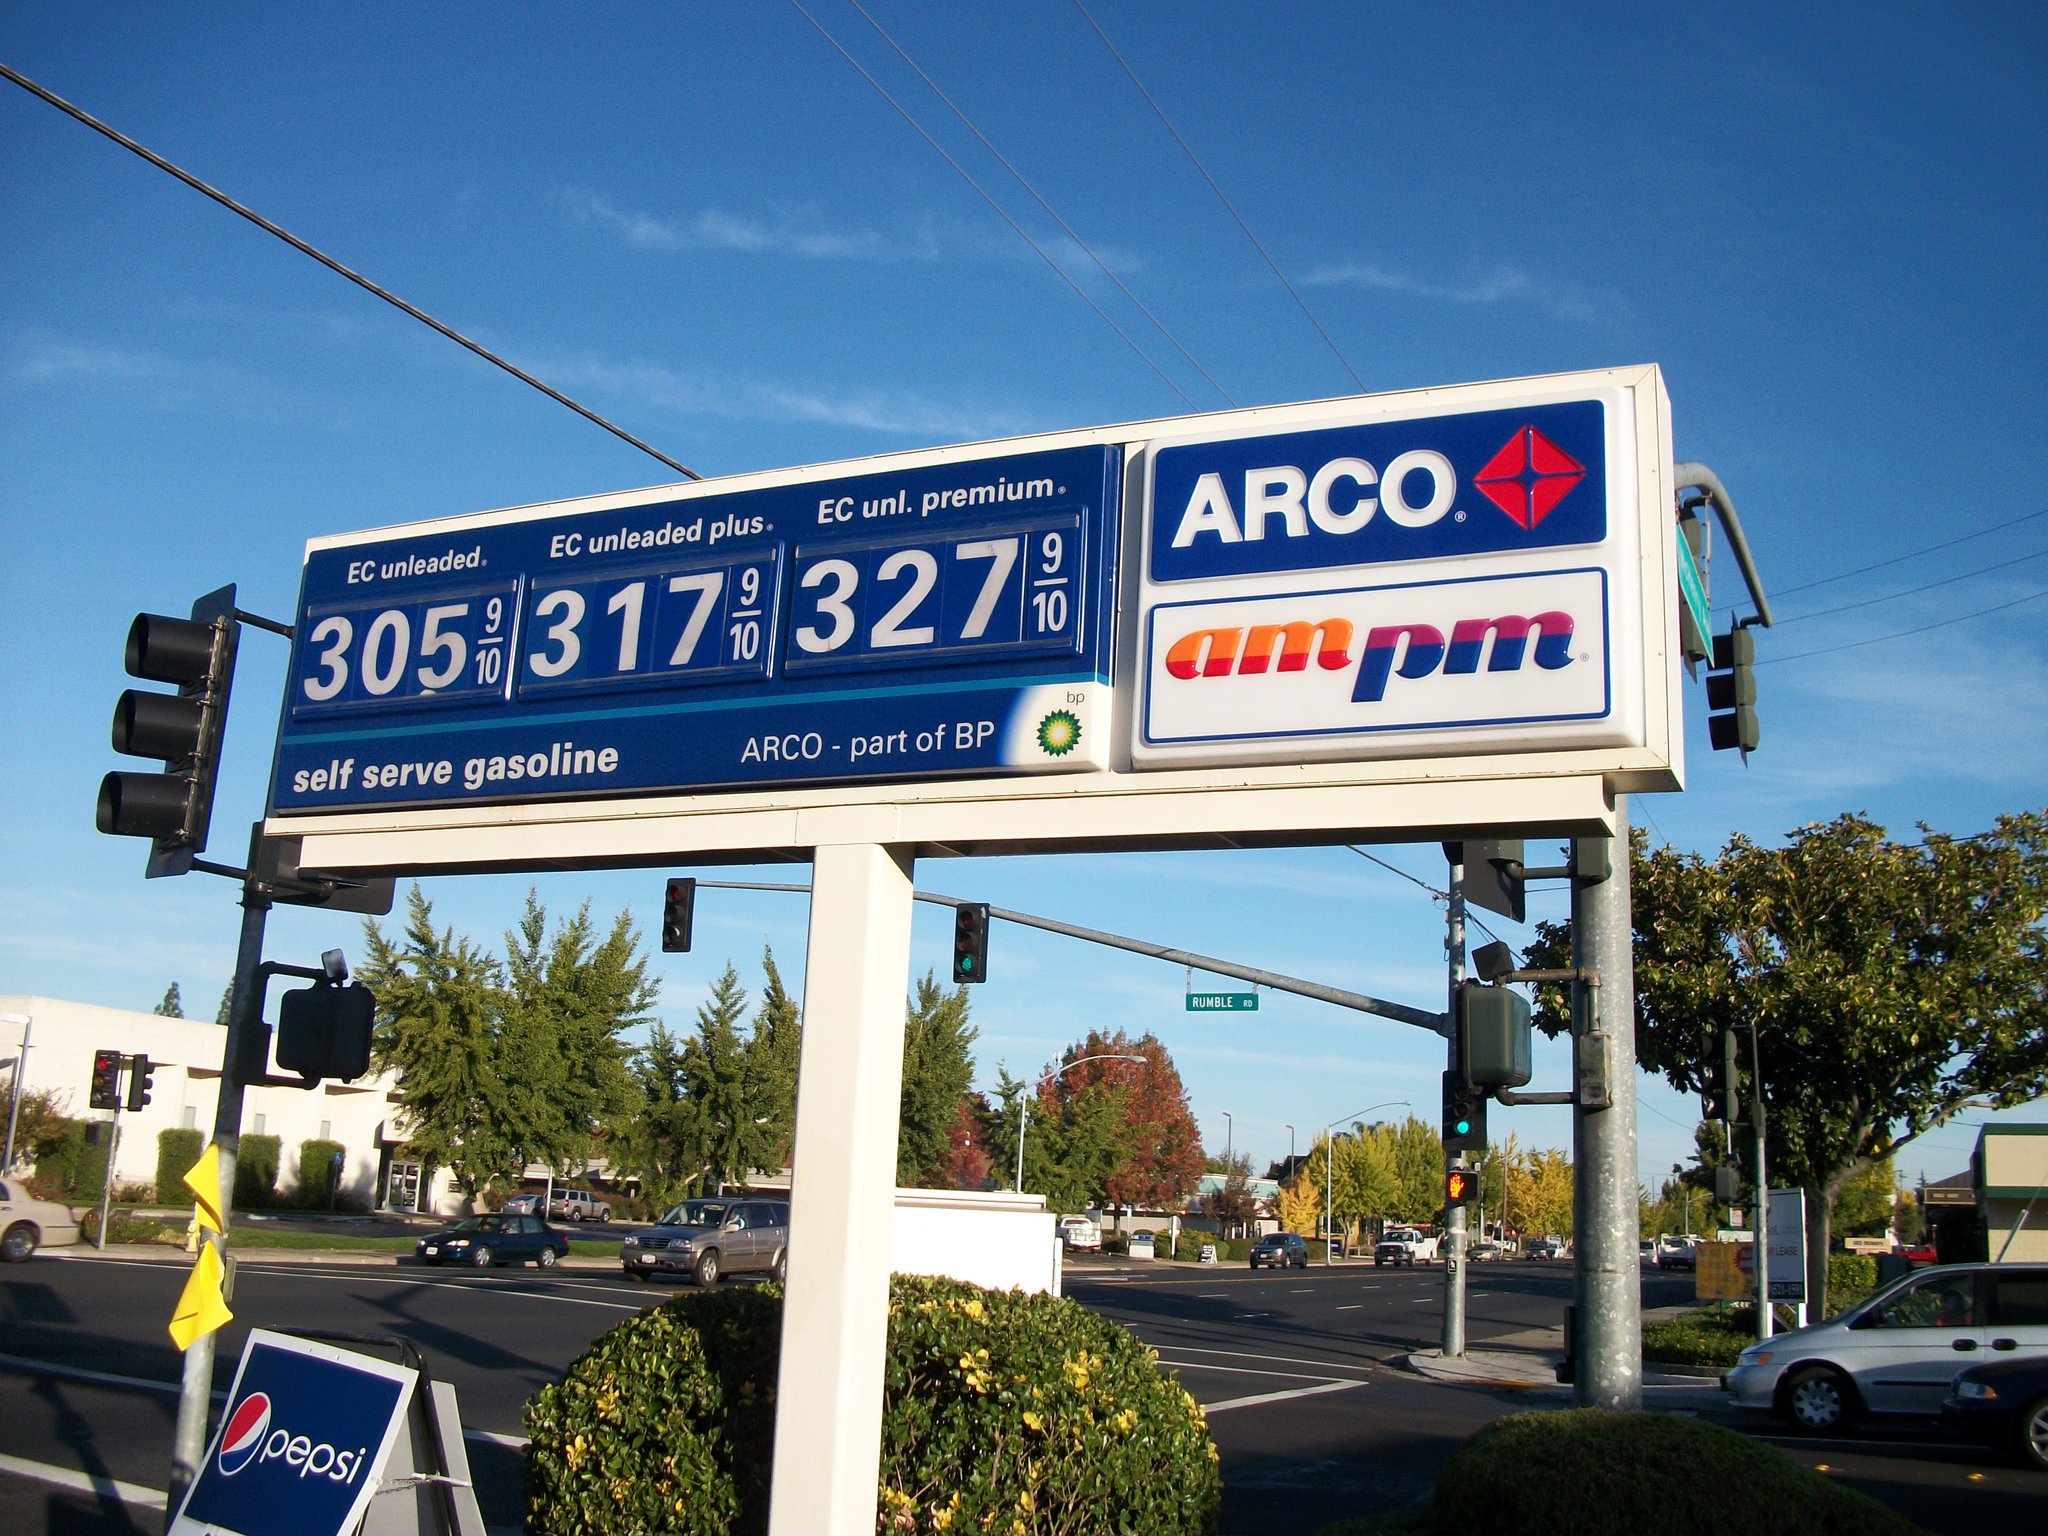 EC unleaded®
EC unleaded plus®
EC unl. premium®
305 9/10
317 9/10
327 9/10
self serve gasoline
ARCO - part of BP
bp
ARCO®
ampm®
RUMBLE RD
pepsi
R LEASE